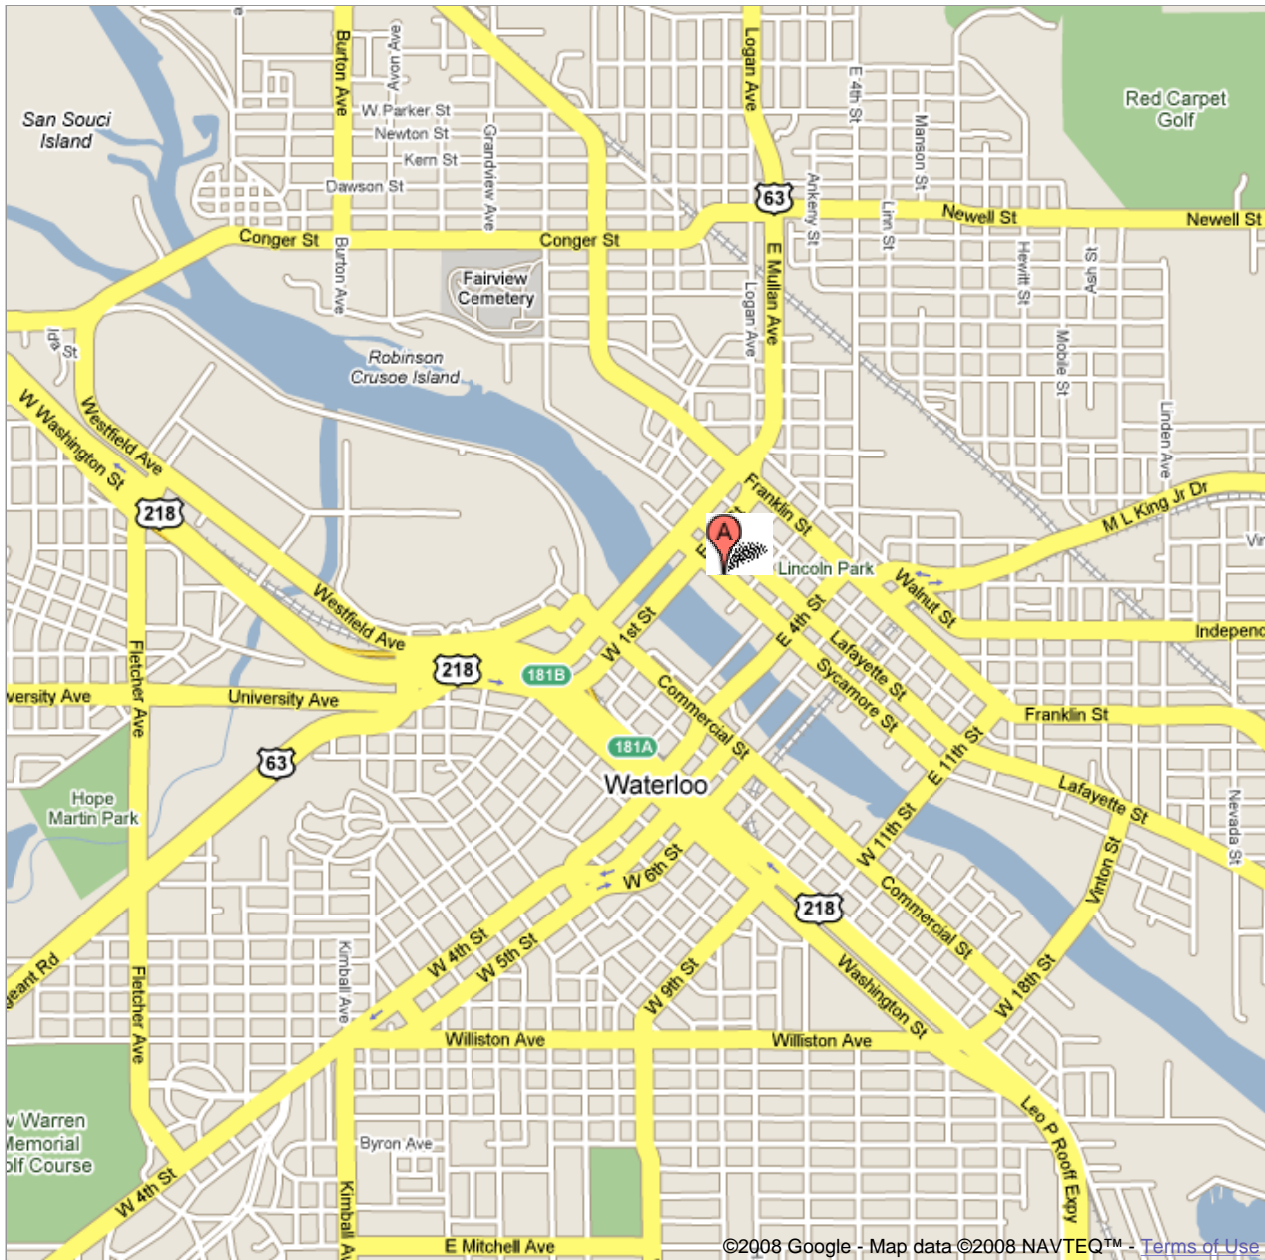 Burton Ave
Avon Ave
Logan Ave
E 4th St
San Souci
Island
W Parker St
Newton St
Kern St
Dawson St
Grandview Ave
Manson St
Red Carpet
Golf
63
Ankeny St
Linn St
Newell St
Newell St
Conger St
Conger St
Burton Ave
Fairview
Cemetery
E Mullan Ave
Logan Ave
Hewitt St
Ash St
Robinson
Crusoe Island
Mobile St
Linden Ave
W Washington St
Westfield Ave
218
Franklin St
M L King Jr Dr
A
Lincoln Park
Walnut St
Westfield Ave
W 1st St
E 4th St
Independ
Fletcher Ave
218
181B
Lafayette St
Sycamore St
versity Ave
University Ave
Commercial St
Franklin St
63
181A
Waterloo
E 11th St
Hope
Martin Park
Lafayette St
Nevada St
W 11th St
W 6th St
Vinton St
218
Commercial St
W 4th St
W 5th St
W 9th St
Washington St
W 18th St
geant Rd
Kimball Ave
Fletcher Ave
Williston Ave
Williston Ave
w Warren
Memorial
olf Course
Byron Ave
Leo P Rooff Expy
W 4th St
E Mitchell Ave
©2008 Google - Map data ©2008 NAVTEQ™ - Terms of Use